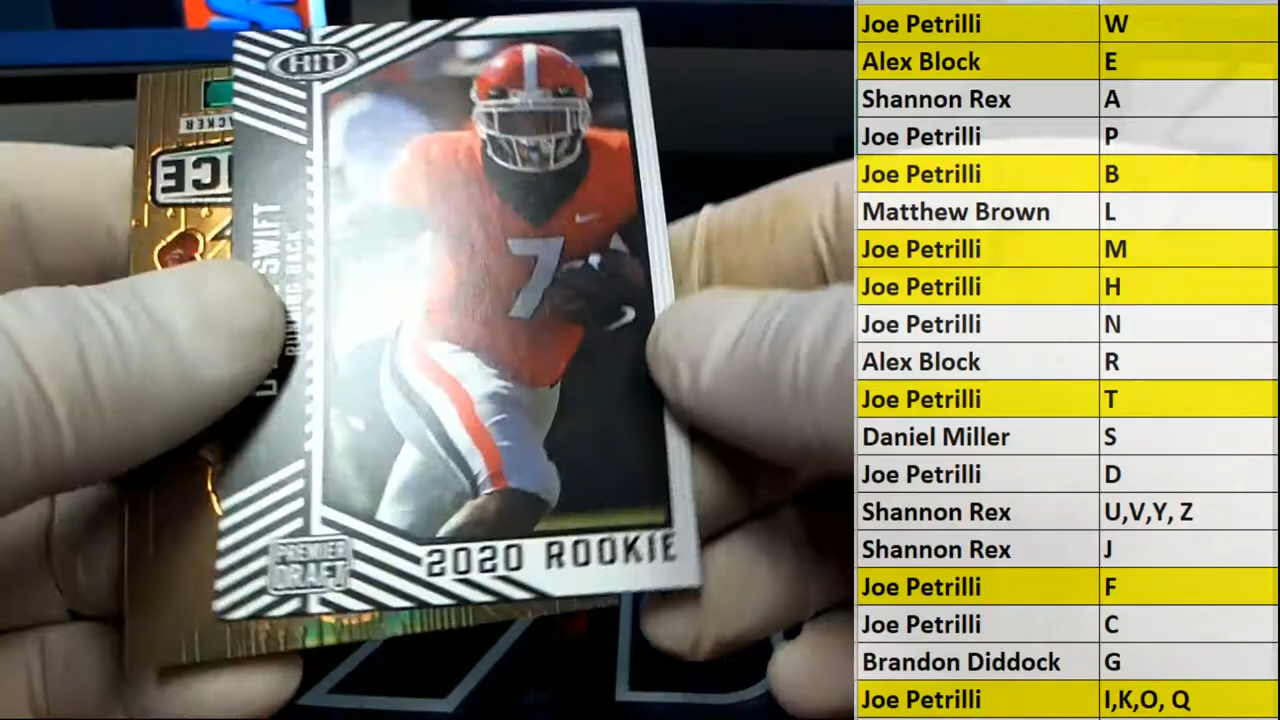 HIT
SWIFT
RUNNING BACK
PREMIER
DRAFT
2020 ROOKIE
Joe Petrilli W
Alex Block E
Shannon Rex A
Joe Petrilli P
Joe Petrilli B
Matthew Brown L
Joe Petrilli M
Joe Petrilli H
Joe Petrilli N
Alex Block R
Joe Petrilli T
Daniel Miller S
Joe Petrilli D
Shannon Rex U,V,Y, Z
Shannon Rex J
Joe Petrilli F
Joe Petrilli C
Brandon Diddock G
Joe Petrilli I,K,O, Q